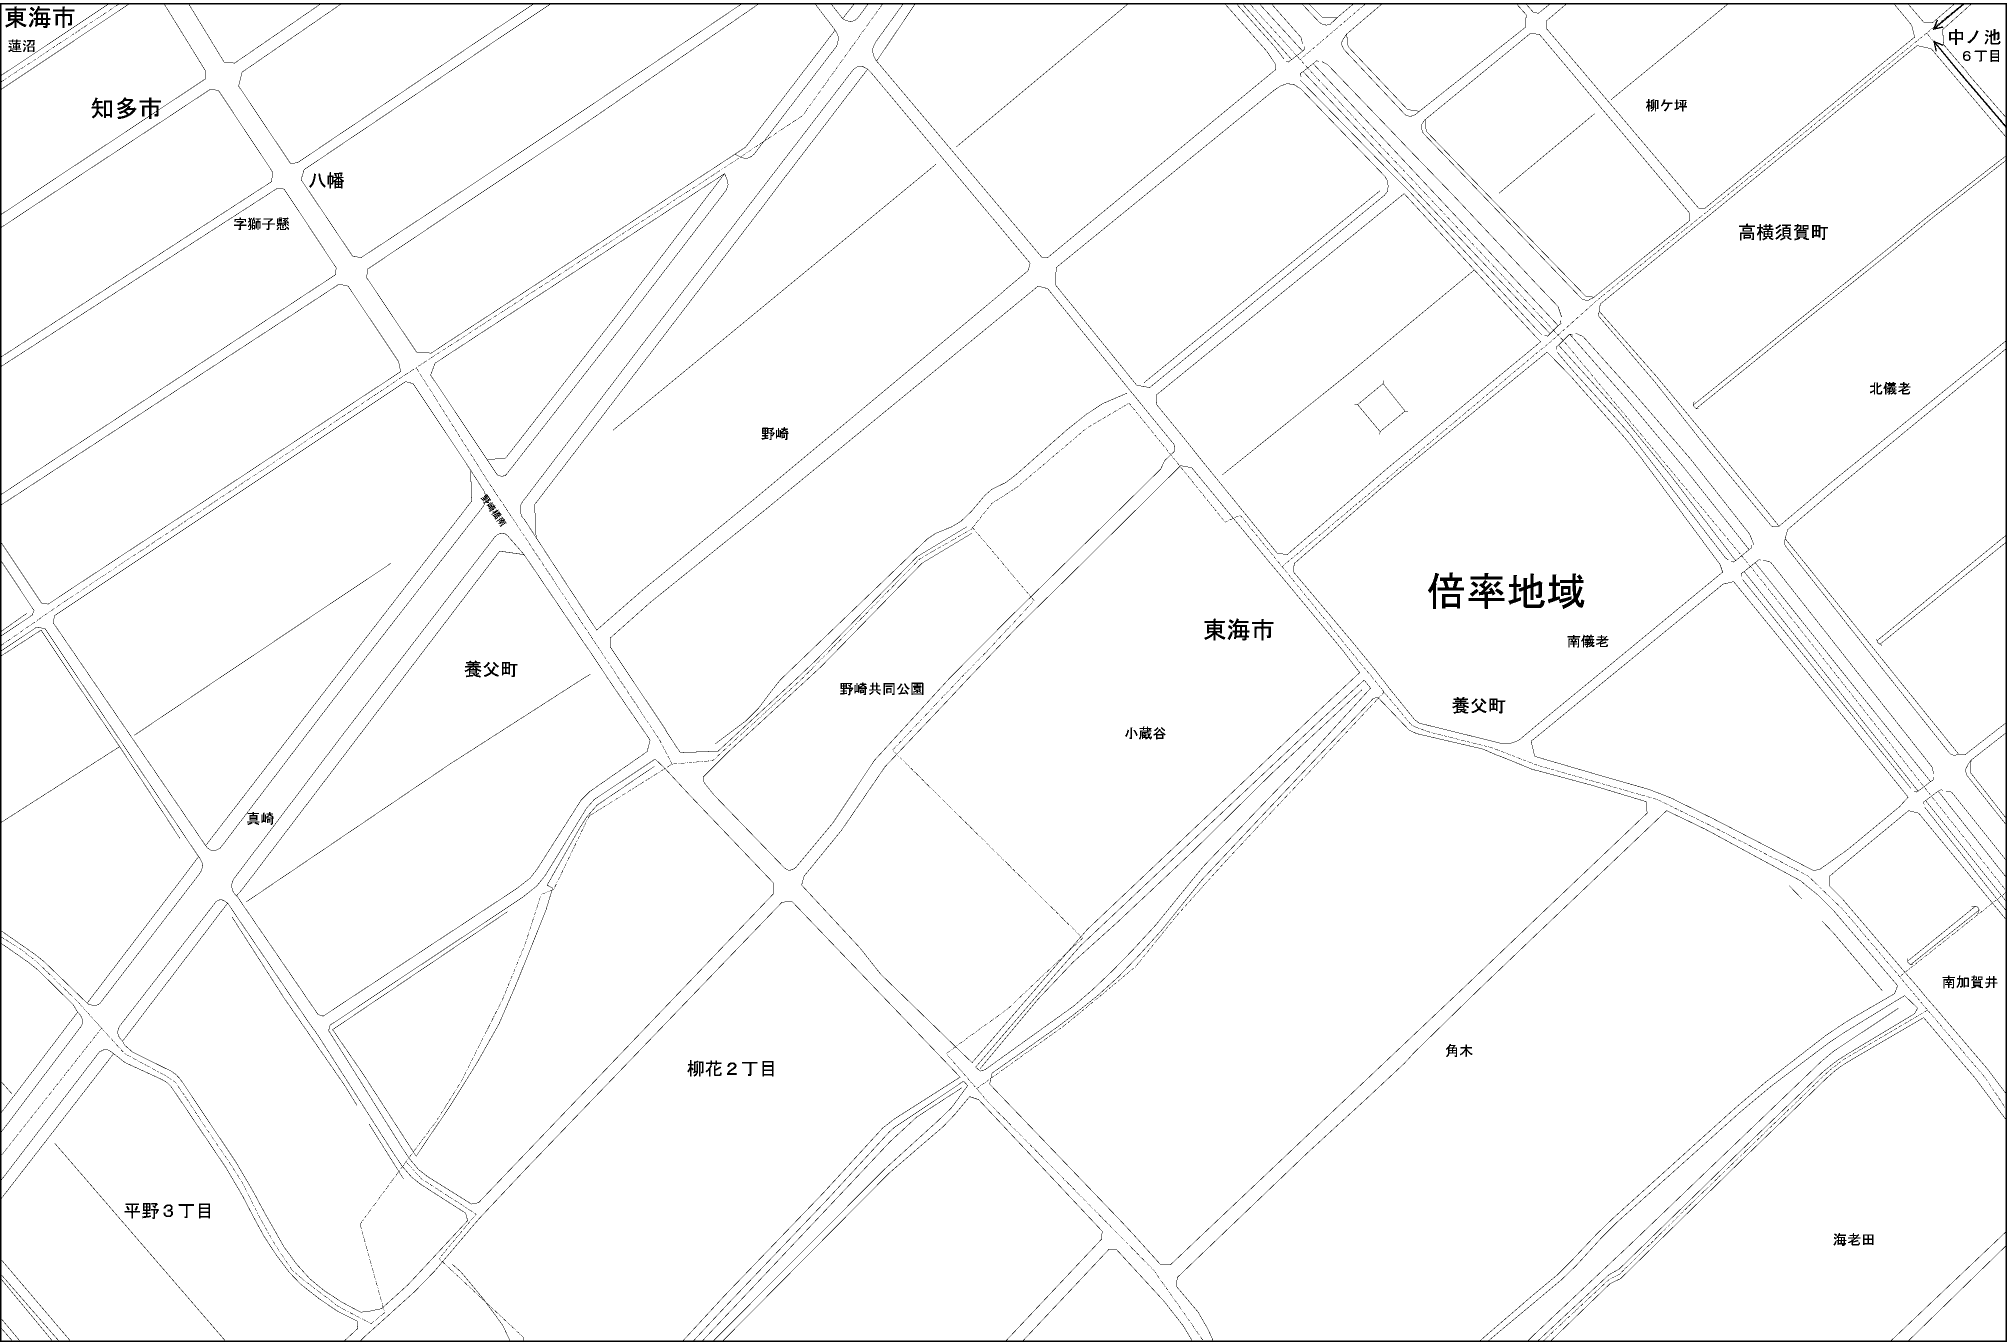 東海市
蓮沼
中ノ池
6丁目
知多市
柳ケ坪
八幡
字獅子懸
高横須賀町
北儀老
野崎
野崎橋南
倍率地域
東海市
南儀老
養父町
野崎共同公園
養父町
小蔵谷
真崎
南加賀井
角木
柳花2丁目
平野3丁目
海老田